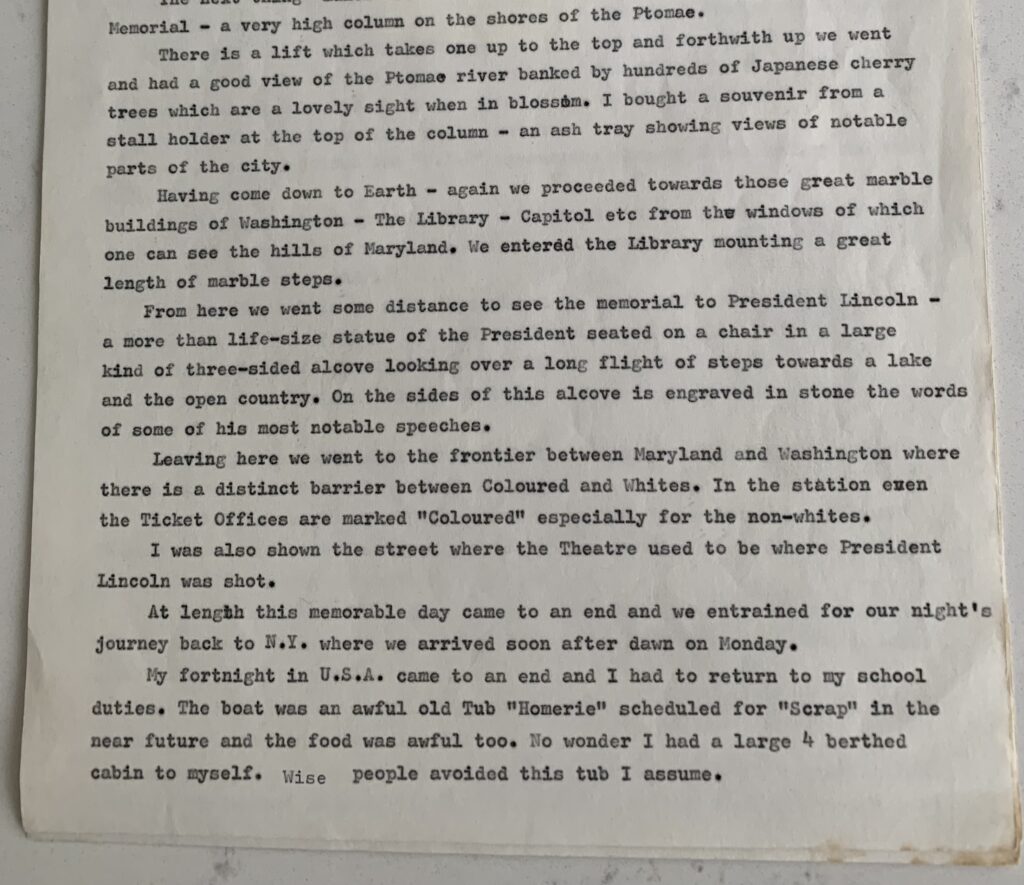 The next thing
Memorial - a very high column on the shores of the Ptomae.
There is a lift which takes one up to the top and forthwith up we went
and had a good view of the Ptomae river banked by hundreds of Japanese cherry
trees which are a lovely sight when in blossom. I bought a souvenir from a
stall holder at the top of the column - an ash tray showing views of notable
parts of the city.
Having come down to Earth - again we proceeded towards those great marble
buildings of Washington - The Library - Capitol etc from the windows of which
one can see the hills of Maryland. We entered the Library mounting a great
length of marble steps.
From here we went some distance to see the memorial to President Lincoln -
a more than life-size statue of the President seated on a chair in a large
kind of three-sided alcove looking over a long flight of steps towards a lake
and the open country. On the sides of this alcove is engraved in stone the words
of some of his most notable speeches.
Leaving here we went to the frontier between Maryland and Washington where
there is a distinct barrier between Coloured and Whites. In the station even
the Ticket Offices are marked "Coloured" especially for the non-whites.
I was also shown the street where the Theatre used to be where President
Lincoln was shot.
At length this memorable day came to an end and we entrained for our night's
journey back to N.Y. where we arrived soon after dawn on Monday.
My fortnight in U.S.A. came to an end and I had to return to my school
duties. The boat was an awful old Tub "Homerie" scheduled for "Scrap" in the
near future and the food was awful too. No wonder I had a large 4 berthed
cabin to myself. Wise people avoided this tub I assume.